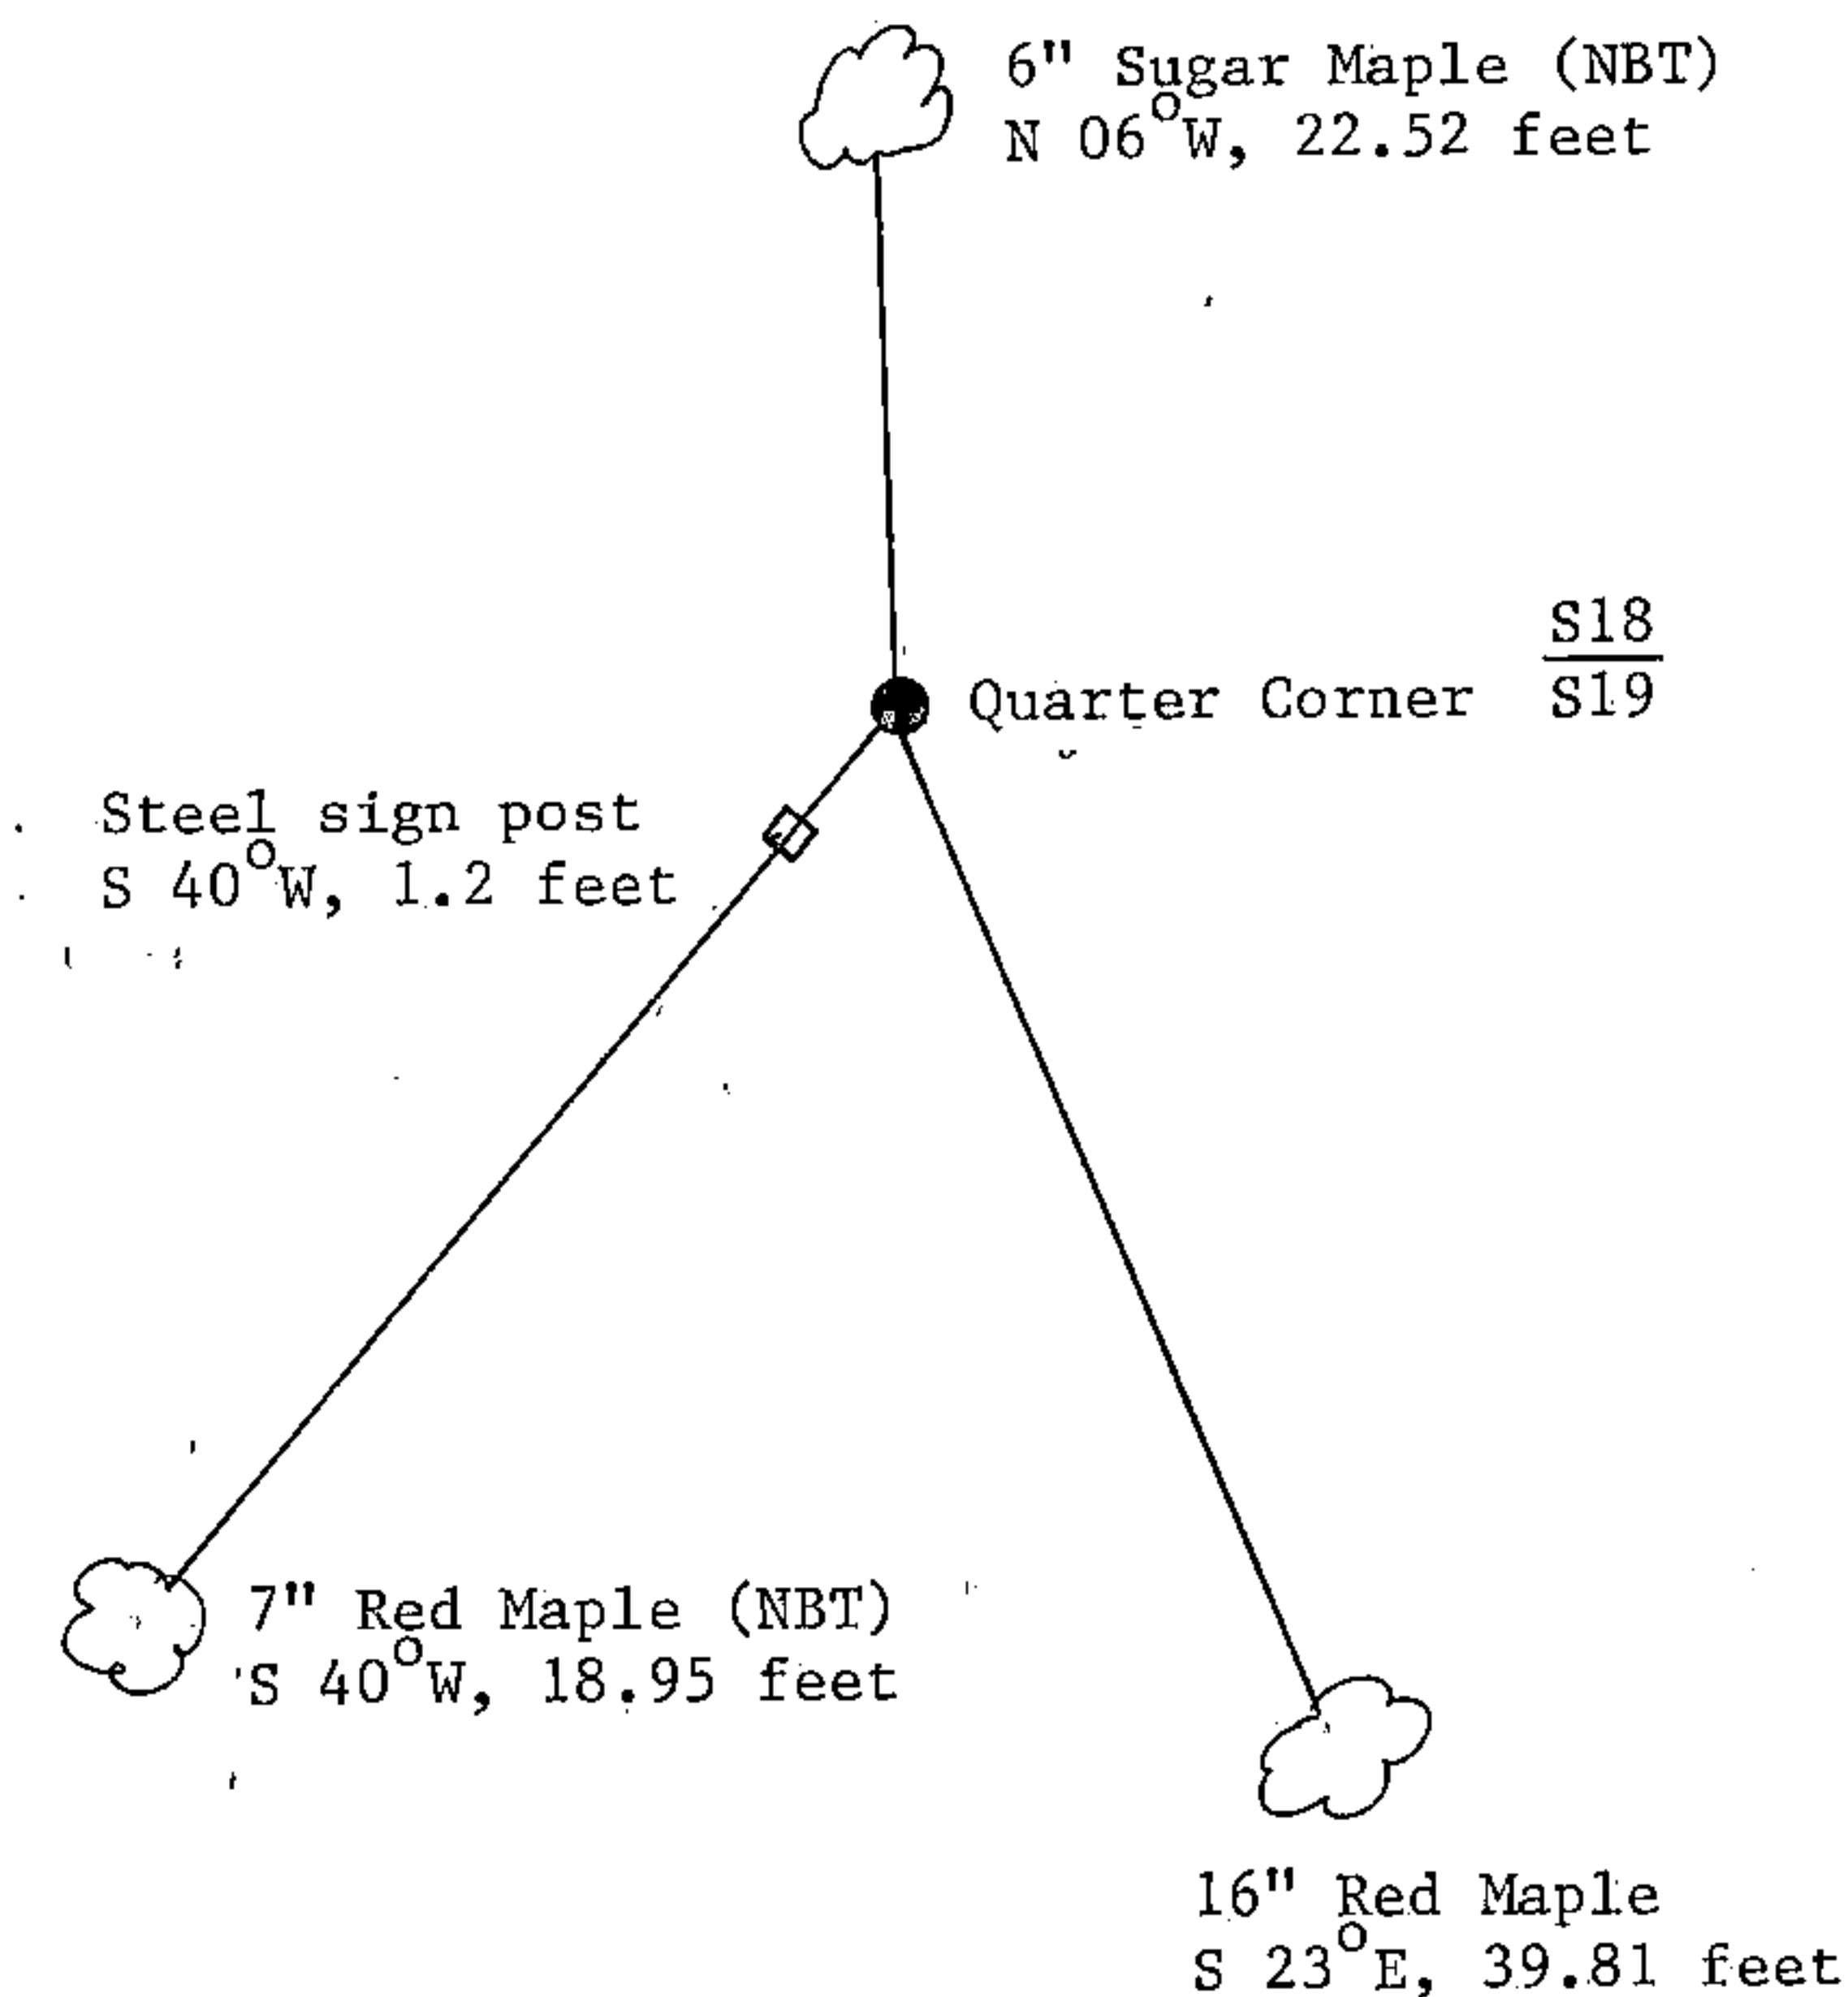 6" Sugar Maple (NBT)
N 06°W, 22.52 feet
S18
Quarter Corner
S19
Steel sign post
S 40°W, 1.2 feet
7" Red Maple (NBT)
S 40°W, 18.95 feet
16" Red Maple
S 23°E, 39.81 feet